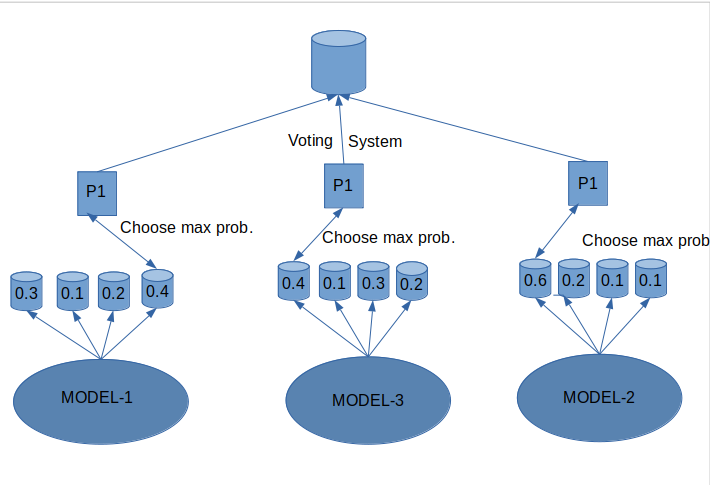 Voting System
P1
P1
P1
Choose max prob.
Choose max prob.
Choose max prob
0.3 0.1 0.2 0.4
0.4 0.1 0.3 0.2
0.6 0.2 0.1 0.1
MODEL-1
MODEL-3
MODEL-2